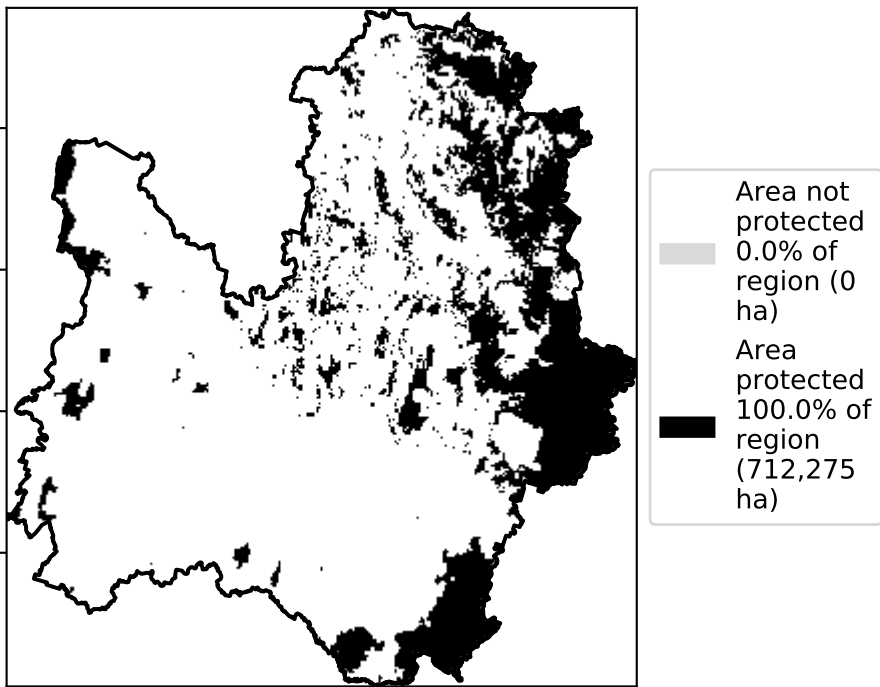 Area not
protected
0.0% of
region (0
ha)
Area
protected
100.0% of
region
(712,275
ha)